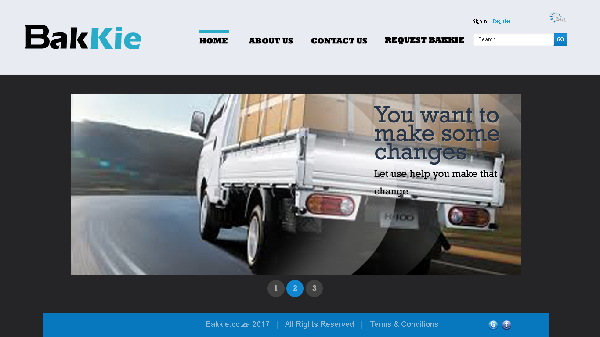 BakKie
Sign in Register
HOME ABOUT US CONTACT US REQUEST BAKKIE
Search GO
You want to
make some
changes
Let use help you make that
change
H-100
1 2 3
Bakkie.co.za 2017 | All Rights Reserved | Terms & Conditions